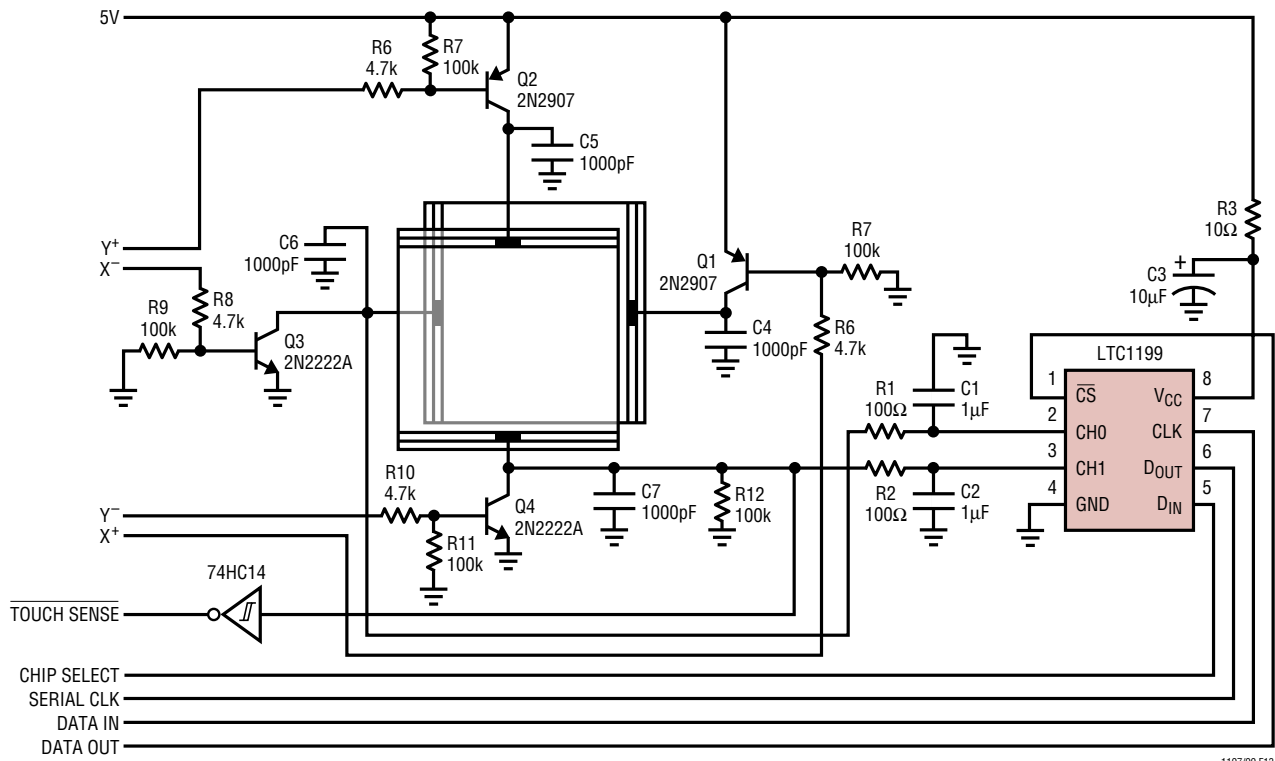 5V
R6
4.7k
R7
100k
Q2
2N2907
C5
1000pF
Y+
X−
C6
1000pF
R9
100k
R8
4.7k
Q3
2N2222A
Q1
2N2907
R7
100k
C4
1000pF
R6
4.7k
R3
10Ω
+
C3
10µF
LTC1199
R1
100Ω
C1
1µF
1
CS
VCC
8
2
CH0
CLK
7
3
CH1
DOUT
6
4
GND
DIN
5
R10
4.7k
Q4
2N2222A
C7
1000pF
R12
100k
R2
100Ω
C2
1µF
Y−
X+
R11
100k
74HC14
TOUCH SENSE
CHIP SELECT
SERIAL CLK
DATA IN
DATA OUT